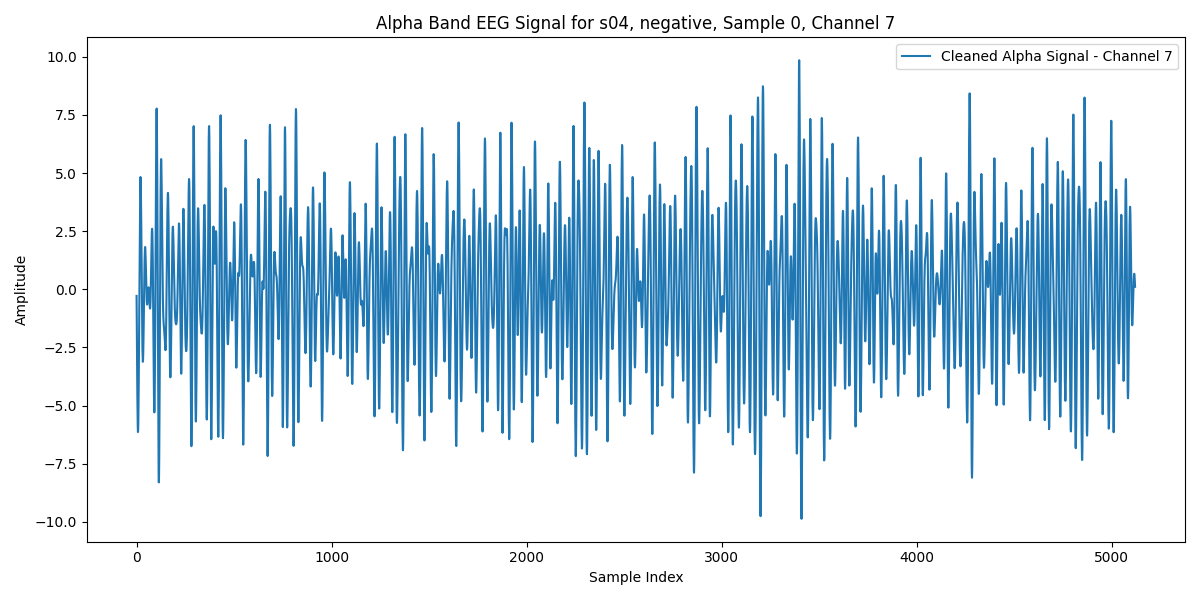 Alpha Band EEG Signal for s04, negative, Sample 0, Channel 7
Cleaned Alpha Signal - Channel 7
Amplitude
10.0
7.5
5.0
2.5
0.0
−2.5
−5.0
−7.5
−10.0
0 1000 2000 3000 4000 5000
Sample Index